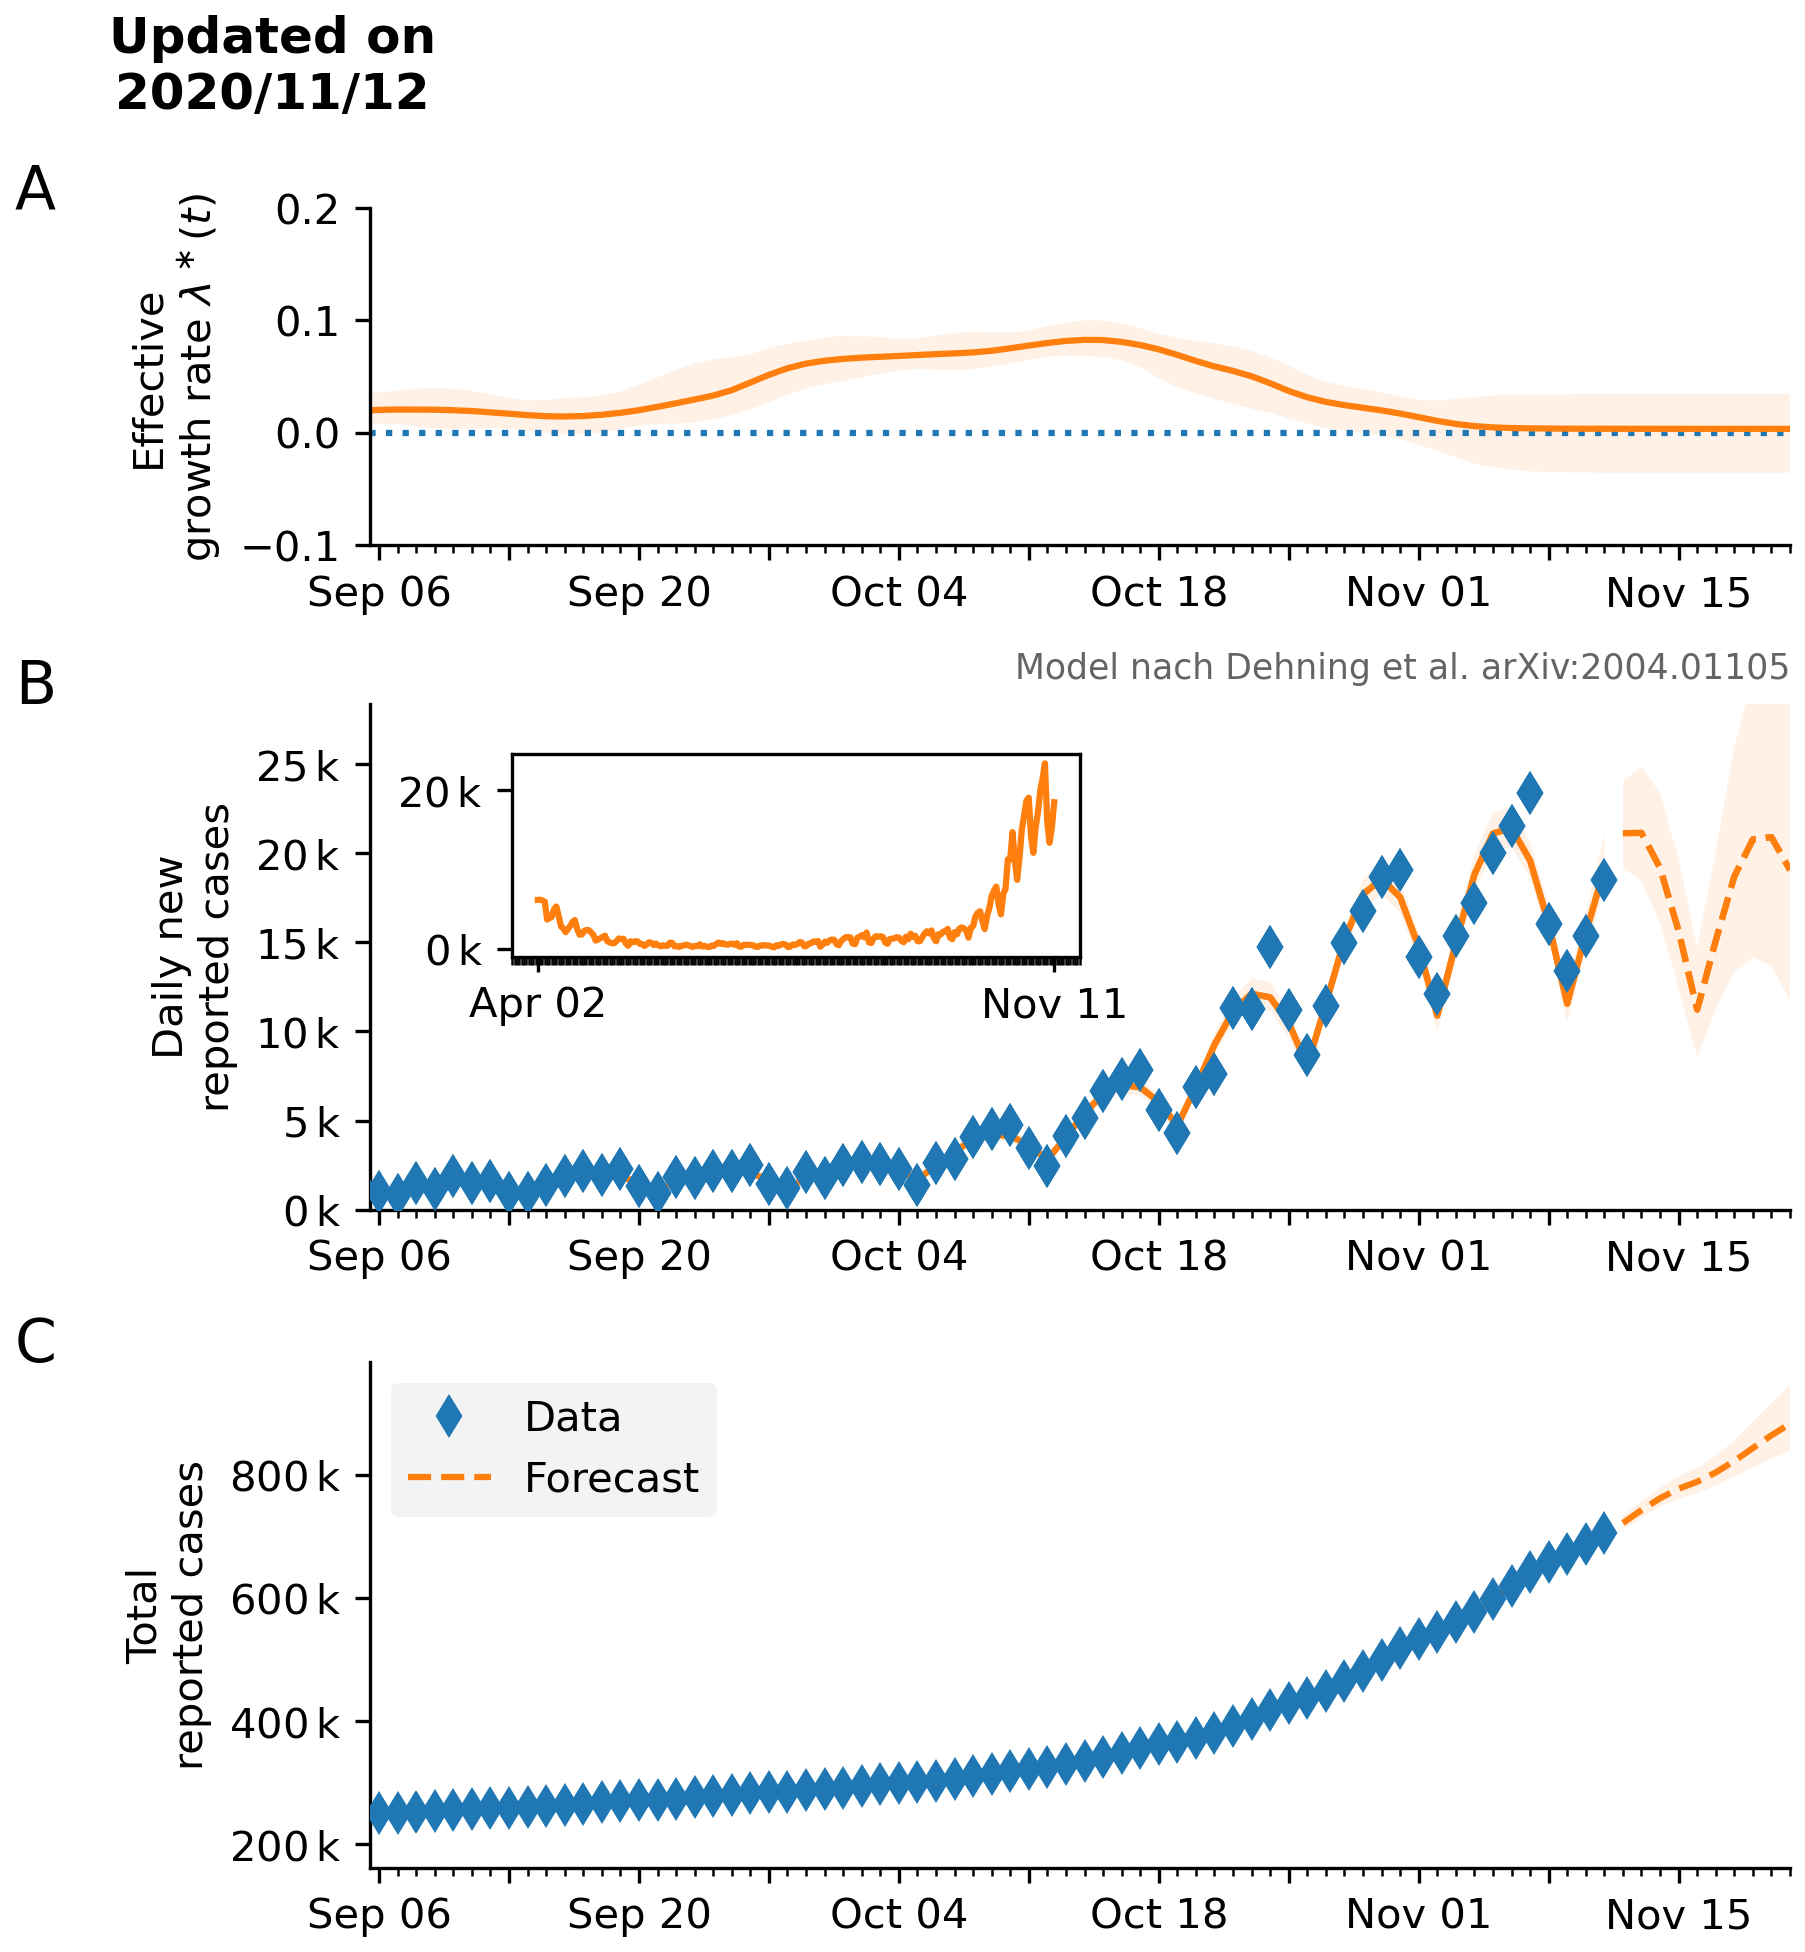 Updated on
2020/11/12
A
Effective
growth rate λ * (t)
0.2
0.1
0.0
−0.1
Sep 06
Sep 20
Oct 04
Oct 18
Nov 01
Nov 15
B
Model nach Dehning et al. arXiv:2004.01105
Daily new
reported cases
25 k
20 k
15 k
10 k
5 k
0 k
20 k
0 k
Apr 02
Nov 11
Sep 06
Sep 20
Oct 04
Oct 18
Nov 01
Nov 15
C
Total
reported cases
Data
Forecast
800 k
600 k
400 k
200 k
Sep 06
Sep 20
Oct 04
Oct 18
Nov 01
Nov 15